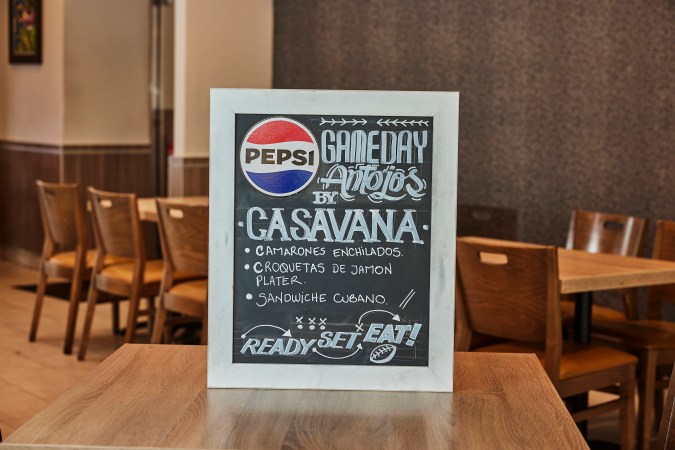 PEPSI
GAMEDAY
Antojos
BY
CASAVANA
• CAMARONES ENCHILADOS.
• CROQUETAS DE JAMON
PLATER.
• SANDWICHE CUBANO.
READY. SET. EAT!